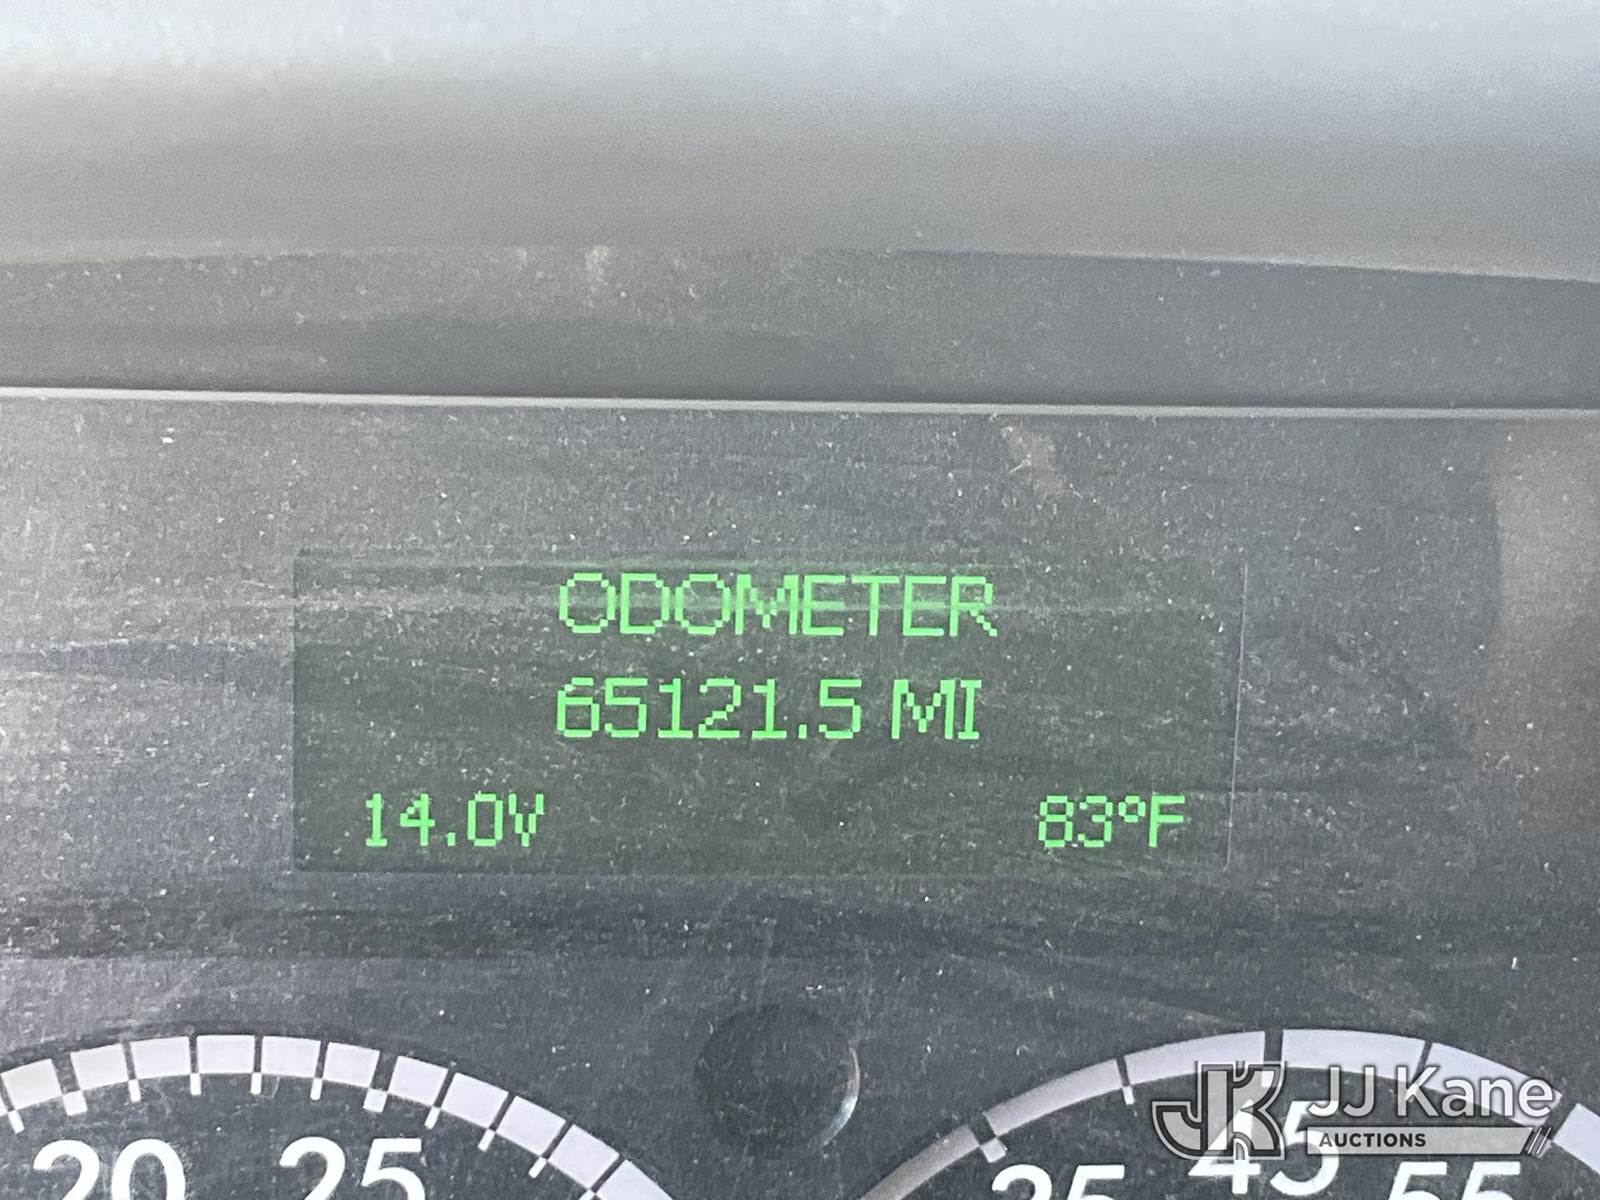 ODOMETER
65121.5 MI
14.0V 83°F
20 25 35 45 55
JJ Kane
AUCTIONS